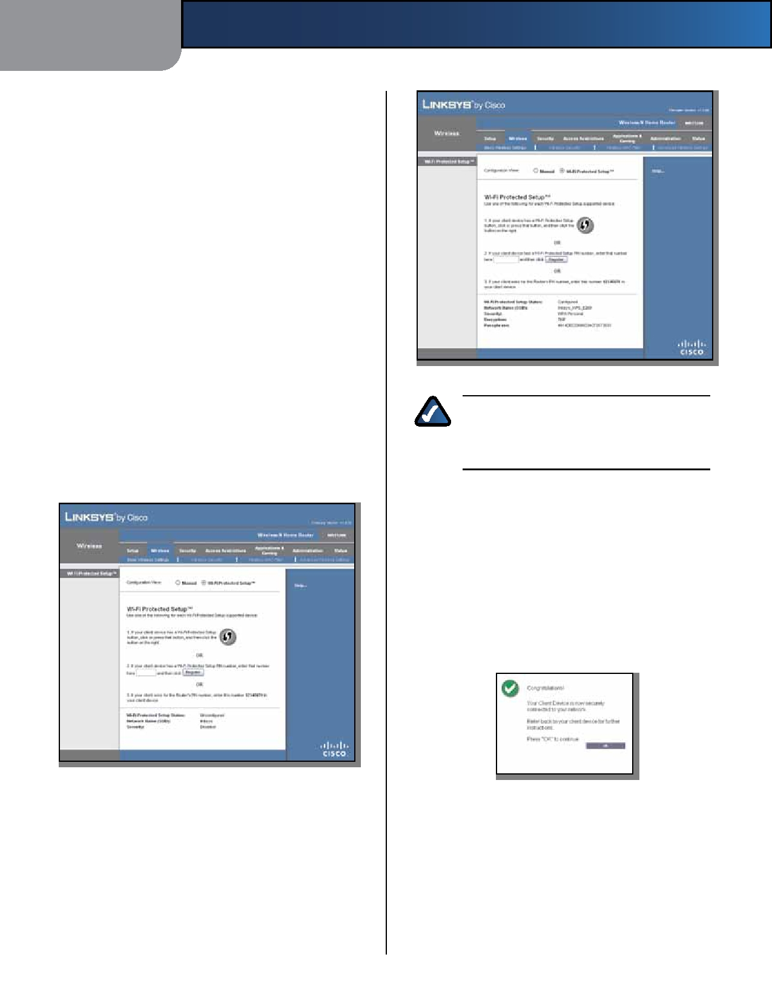 LINKSYS® by Cisco
Wireless-N Home Router
Wireless
Setup Wireless Security Access Restrictions Applications & Gaming Administration Status
Basic Wireless Settings Wireless Security Wireless MAC Filter Advanced Wireless Settings
Wi-Fi Protected Setup™
Configuration View: Manual Wi-Fi Protected Setup™
Help...
Wi-Fi Protected Setup™
Use one of the following for each Wi-Fi Protected Setup supported device:
1. If your client device has a Wi-Fi Protected Setup
button, click or press that button, and then click the
button on the right.
OR
2. If your client device has a Wi-Fi Protected Setup PIN number, enter that number
here and then click Register
OR
3. If your client asks for the Router's PIN number, enter this number in
your client device.
Wi-Fi Protected Setup Status: Unconfigured
Network Name (SSID): linksys
Security: Disabled
CISCO
LINKSYS® by Cisco
Wireless-N Home Router
Wireless
Setup Wireless Security Access Restrictions Applications & Gaming Administration Status
Basic Wireless Settings Wireless Security Wireless MAC Filter Advanced Wireless Settings
Wi-Fi Protected Setup™
Configuration View: Manual Wi-Fi Protected Setup™
Help...
Wi-Fi Protected Setup™
Use one of the following for each Wi-Fi Protected Setup supported device:
1. If your client device has a Wi-Fi Protected Setup
button, click or press that button, and then click the
button on the right.
OR
2. If your client device has a Wi-Fi Protected Setup PIN number, enter that number
here and then click Register
OR
3. If your client asks for the Router's PIN number, enter this number in
your client device.
Wi-Fi Protected Setup Status: Configured
Network Name (SSID):
Security: WPA Personal
Encryption: TKIP
Passphrase:
CISCO
Congratulations!
Your Client Device is now securely
connected to your network.
Refer back to your client device for further
instructions.
Press "OK" to continue
OK